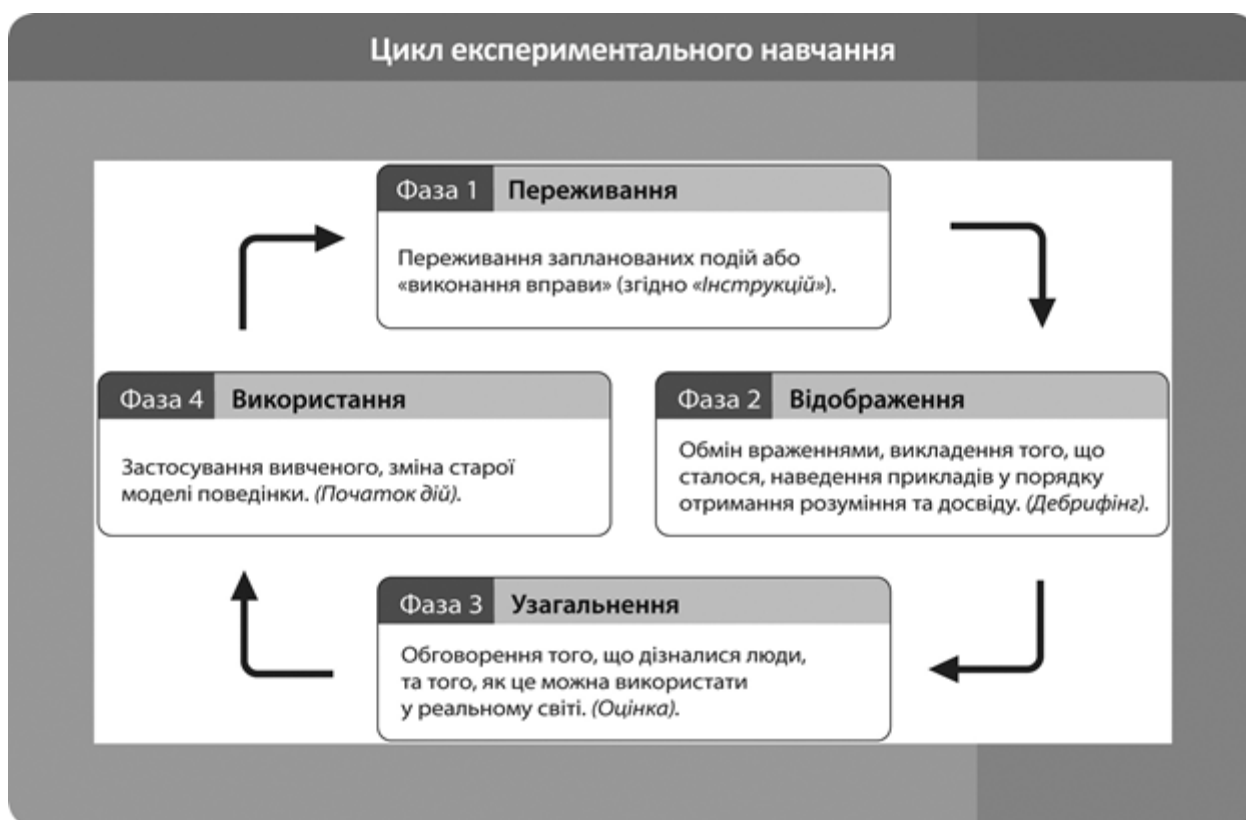 Цикл експериментального навчання
Фаза 1 Переживання
Переживання запланованих подій або
«виконання вправи» (згідно «Інструкцій»).
Фаза 2 Відображення
Обмін враженнями, викладення того, що
сталося, наведення прикладів у порядку
отримання розуміння та досвіду. (Дебрифінг).
Фаза 3 Узагальнення
Обговорення того, що дізналися люди,
та того, як це можна використати
у реальному світі. (Оцінка).
Фаза 4 Використання
Застосування вивченого, зміна старої
моделі поведінки. (Початок дій).